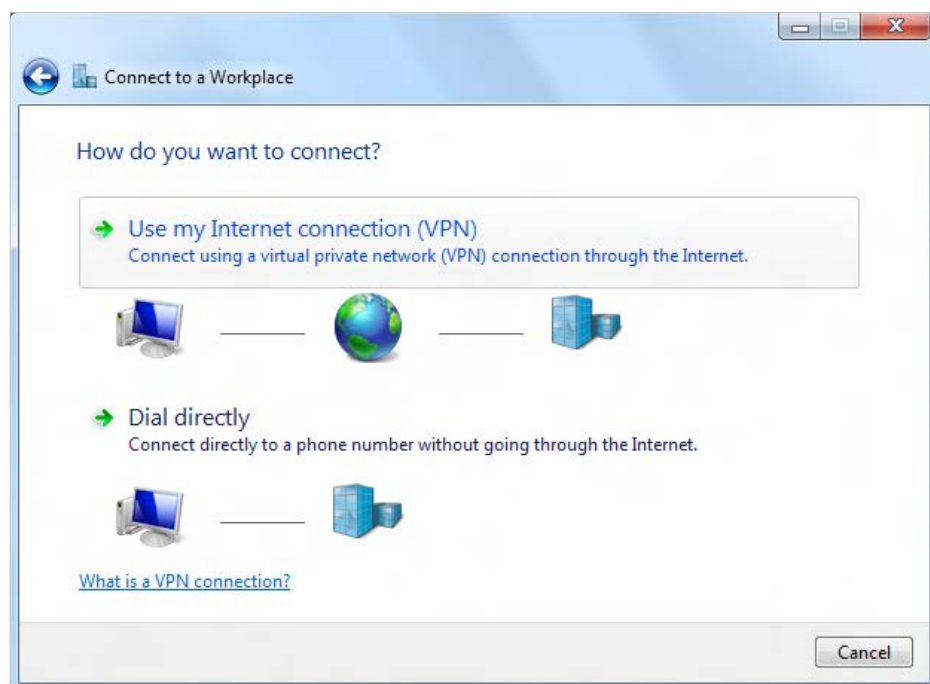 Connect to a Workplace
How do you want to connect?
Use my Internet connection (VPN)
Connect using a virtual private network (VPN) connection through the Internet.
Dial directly
Connect directly to a phone number without going through the Internet.
What is a VPN connection?
Cancel